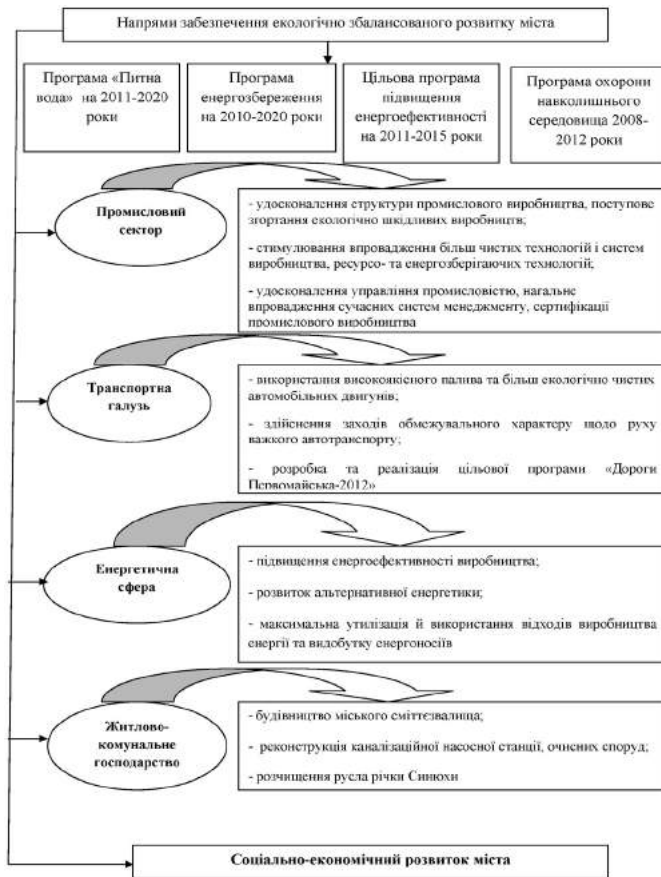 Напрями забезпечення екологічно збалансованого розвитку міста
Програма «Питна
вода» на 2011-2020
роки
Програма
енергозбереження
на 2010-2020 роки
Цільова програма
підвищення
енергоефективності
на 2011-2015 роки
Програма охорони
навколишнього
середовища 2008-
2012 роки
Промисловий
сектор
- удосконалення структури промислового виробництва, поступове
згортання екологічно шкідливих виробництв;
- стимулювання впровадження більш чистих технологій і систем
виробництва, ресурсо- та енергозберігаючих технологій;
- удосконалення управління промисловістю, нагальне
впровадження сучасних систем менеджменту, сертифікації
промислового виробництва
Транспортна
галузь
- використання високоякісного палива та більш екологічно чистих
автомобільних двигунів;
- здійснення заходів обмежувального характеру щодо руху
важкого автотранспорту;
- розробка та реалізація цільової програми «Дороги
Первомайська-2012»
Енергетична
сфера
- підвищення енергоефективності виробництва;
- розвиток альтернативної енергетики;
- максимальна утилізація й використання відходів виробництва
енергії та видобутку енергоносіїв
Житлово-
комунальне
господарство
- будівництво міського сміттєзвалища;
- реконструкція каналізаційної насосної станції, очисних споруд;
- розчищення русла річки Синюхи
Соціально-економічний розвиток міста